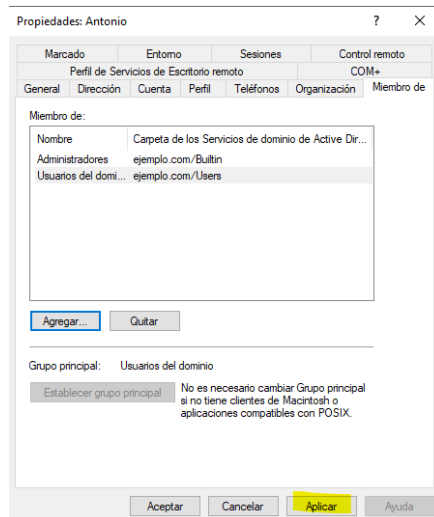 Propiedades: Antonio ? ×
Marcado Entorno Sesiones Control remoto
Perfil de Servicios de Escritorio remoto COM+
General Dirección Cuenta Perfil Teléfonos Organización Miembro de
Miembro de:
Nombre Carpeta de los Servicios de dominio de Active Dir...
Administradores ejemplo.com/Builtin
Usuarios del domi... ejemplo.com/Users
Agregar... Quitar
Grupo principal: Usuarios del dominio
Establecer grupo principal
No es necesario cambiar Grupo principal
si no tiene clientes de Macintosh o
aplicaciones compatibles con POSIX.
Aceptar Cancelar Aplicar Ayuda